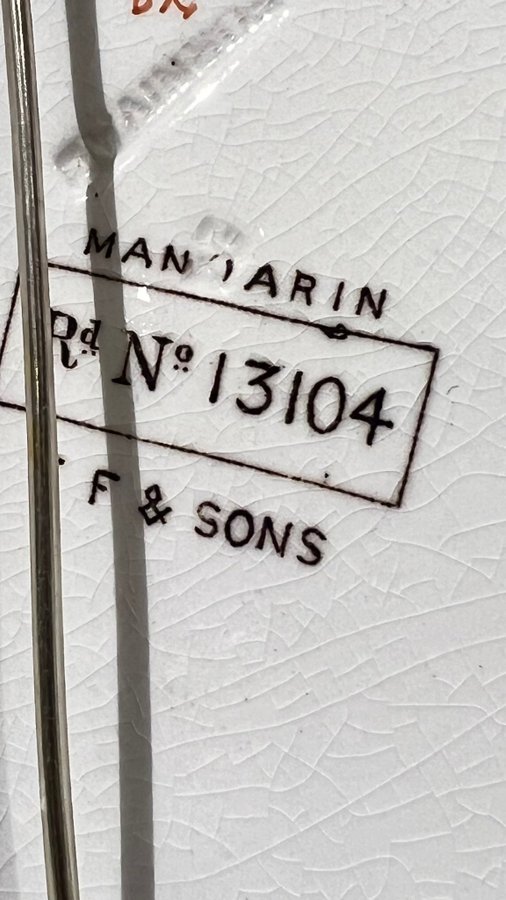 MANDARIN
Rd No 13104
F & SONS